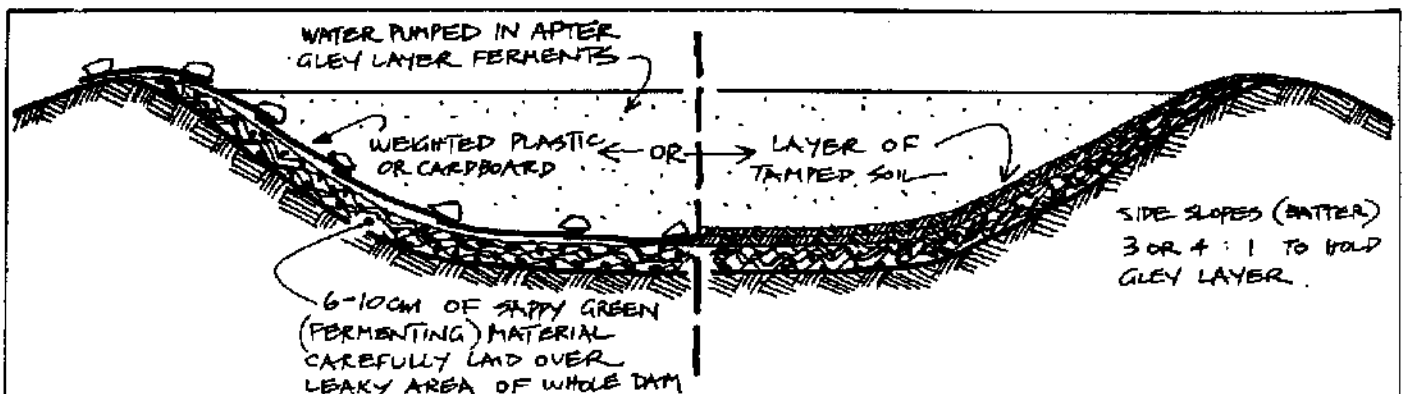 WATER PUMPED IN AFTER
GLEY LAYER FERMENTS
WEIGHTED PLASTIC
OR CARDBOARD
OR
LAYER OF
TAMPED SOIL
SIDE SLOPES (BATTER)
3 OR 4 : 1 TO HOLD
GLEY LAYER.
6-10CM OF SAPPY GREEN
(FERMENTING) MATERIAL
CAREFULLY LAID OVER
LEAKY AREA OF WHOLE DAM